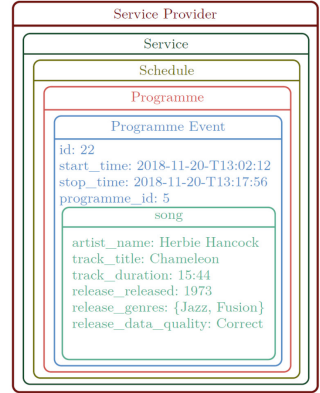 Service Provider
Service
Schedule
Programme
Programme Event
id: 22
start_time: 2018-11-20-T13:02:12
stop_time: 2018-11-20-T13:17:56
programme_id: 5
song
artist_name: Herbie Hancock
track_title: Chameleon
track_duration: 15:44
release_released: 1973
release_genres: {Jazz, Fusion}
release_data_quality: Correct